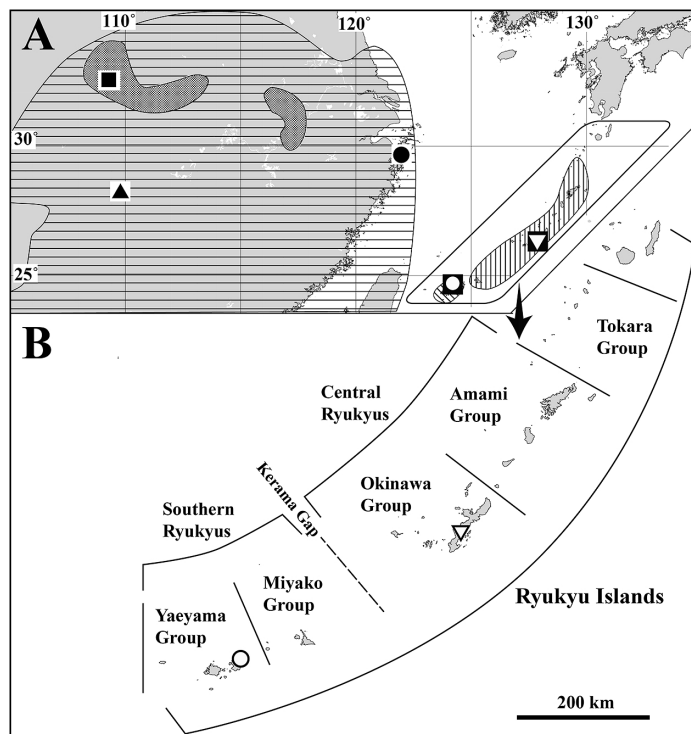 A
110°
120°
130°
30°
25°
B
Tokara
Group
Central
Ryukyus
Amami
Group
Kerama Gap
Okinawa
Group
Southern
Ryukyus
Miyako
Group
Ryukyu Islands
Yaeyama
Group
200 km